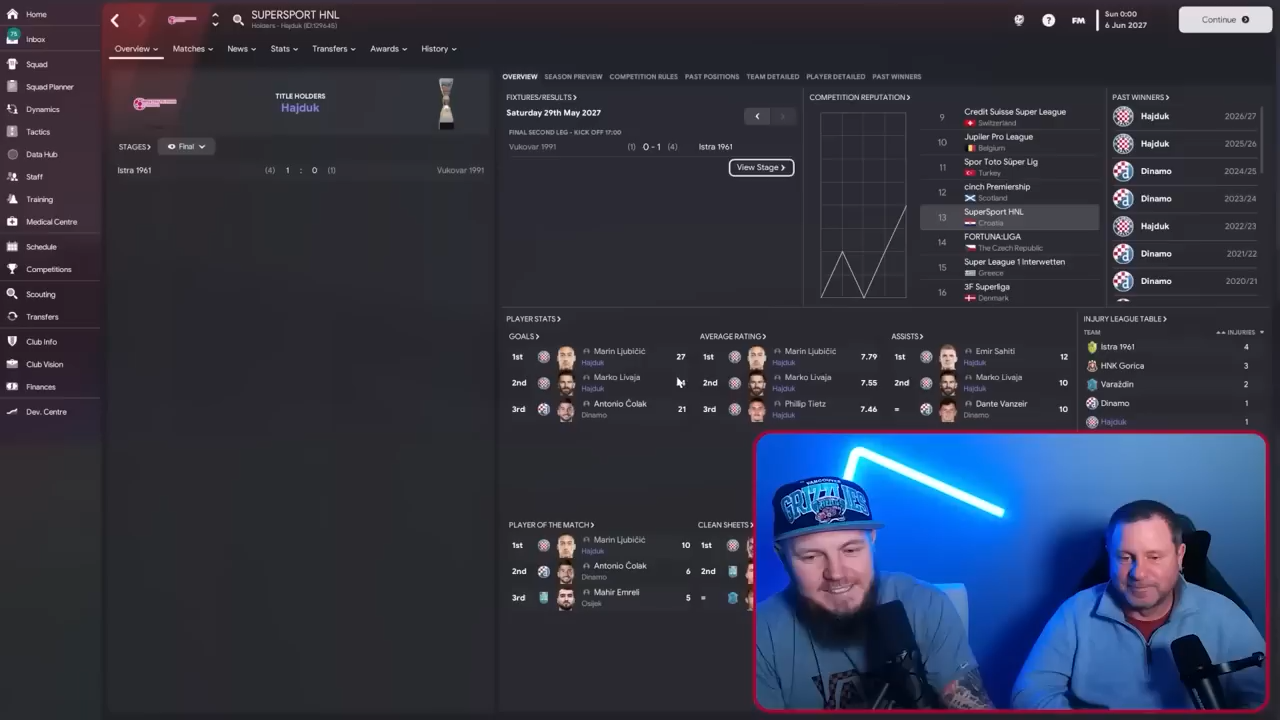 Home
Inbox
Squad
Squad Planner
Dynamics
Tactics
Data Hub
Staff
Training
Medical Centre
Schedule
Competitions
Scouting
Transfers
Club Info
Club Vision
Finances
Dev. Centre
SUPERSPORT HNL
Holders - Hajduk (ID:129645)
FM
Sun 0:00
6 Jun 2027
Continue
Overview
Matches
News
Stats
Transfers
Awards
History
TITLE HOLDERS
Hajduk
STAGES
Final
Istra 1961 (4) 1 : 0 (1) Vukovar 1991
OVERVIEW SEASON PREVIEW COMPETITION RULES PAST POSITIONS TEAM DETAILED PLAYER DETAILED PAST WINNERS
FIXTURES/RESULTS
Saturday 29th May 2027
FINAL SECOND LEG - KICK OFF 17:00
Vukovar 1991 (1) 0 - 1 (4) Istra 1961
View Stage
COMPETITION REPUTATION
9 Credit Suisse Super League
Switzerland
10 Jupiler Pro League
Belgium
11 Spor Toto Süper Lig
Turkey
12 cinch Premiership
Scotland
13 SuperSport HNL
Croatia
14 FORTUNA:LIGA
The Czech Republic
15 Super League 1 Interwetten
Greece
16 3F Superliga
Denmark
PAST WINNERS
Hajduk 2026/27
Hajduk 2025/26
Dinamo 2024/25
Dinamo 2023/24
Hajduk 2022/23
Dinamo 2021/22
Dinamo 2020/21
PLAYER STATS
GOALS
1st Marin Ljubičić 27
Hajduk
2nd Marko Livaja
Hajduk
3rd Antonio Čolak 21
Dinamo
AVERAGE RATING
1st Marin Ljubičić 7.79
Hajduk
2nd Marko Livaja 7.55
Hajduk
3rd Phillip Tietz 7.46
Hajduk
ASSISTS
1st Emir Sahiti 12
Hajduk
2nd Marko Livaja 10
Hajduk
= Dante Vanzeir 10
Dinamo
INJURY LEAGUE TABLE
TEAM INJURIES
Istra 1961 4
HNK Gorica 3
Varaždin 2
Dinamo 1
Hajduk 1
PLAYER OF THE MATCH
1st Marin Ljubičić 10
Hajduk
2nd Antonio Čolak 6
Dinamo
3rd Mahir Emreli 5
Osijek
CLEAN SHEETS
1st
2nd
=
VANCOUVER
GRIZZLIES